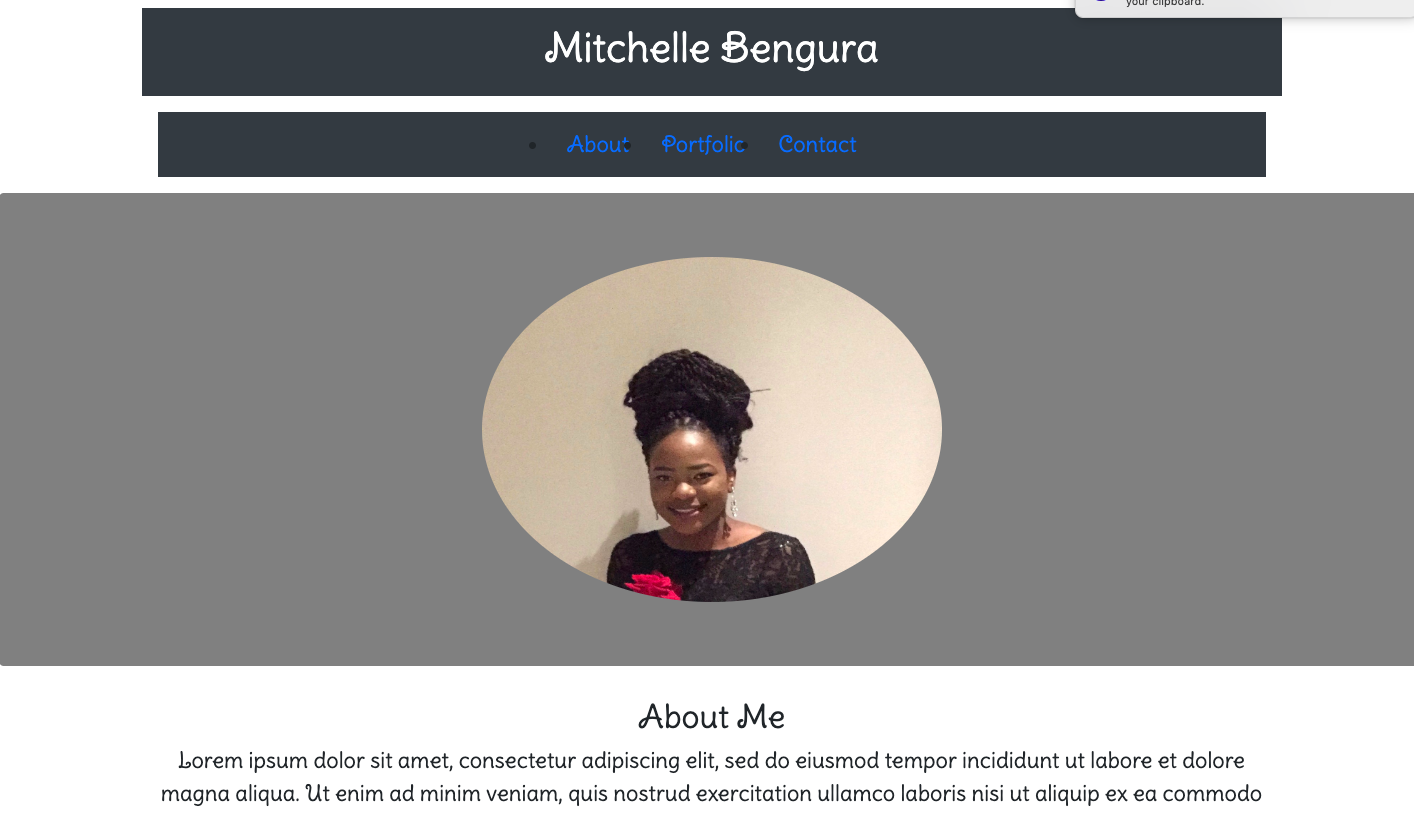 your clipboard.
Mitchelle Bengura
About Portfolio Contact
About Me
Lorem ipsum dolor sit amet, consectetur adipiscing elit, sed do eiusmod tempor incididunt ut labore et dolore
magna aliqua. Ut enim ad minim veniam, quis nostrud exercitation ullamco laboris nisi ut aliquip ex ea commodo